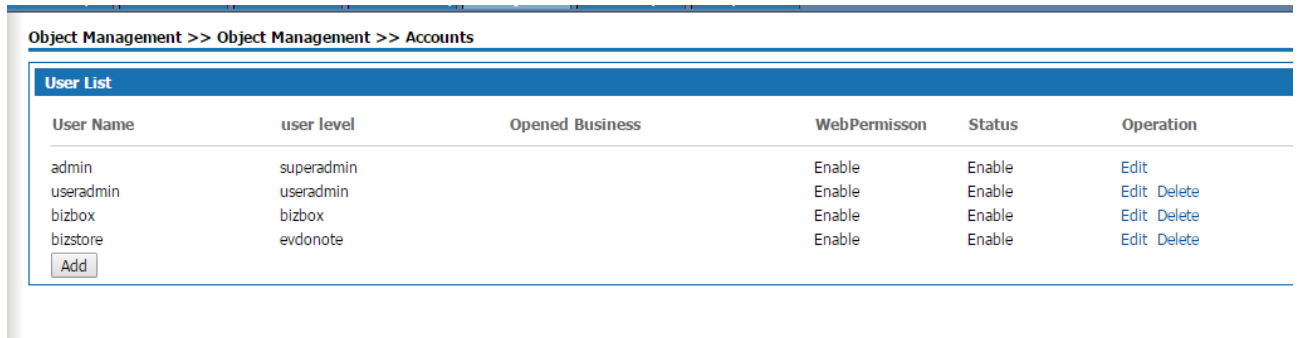 Object Management >> Object Management >> Accounts
User List
User Name user level Opened Business WebPermisson Status Operation
admin superadmin Enable Enable Edit
useradmin useradmin Enable Enable Edit Delete
bizbox bizbox Enable Enable Edit Delete
bizstore evdonote Enable Enable Edit Delete
Add